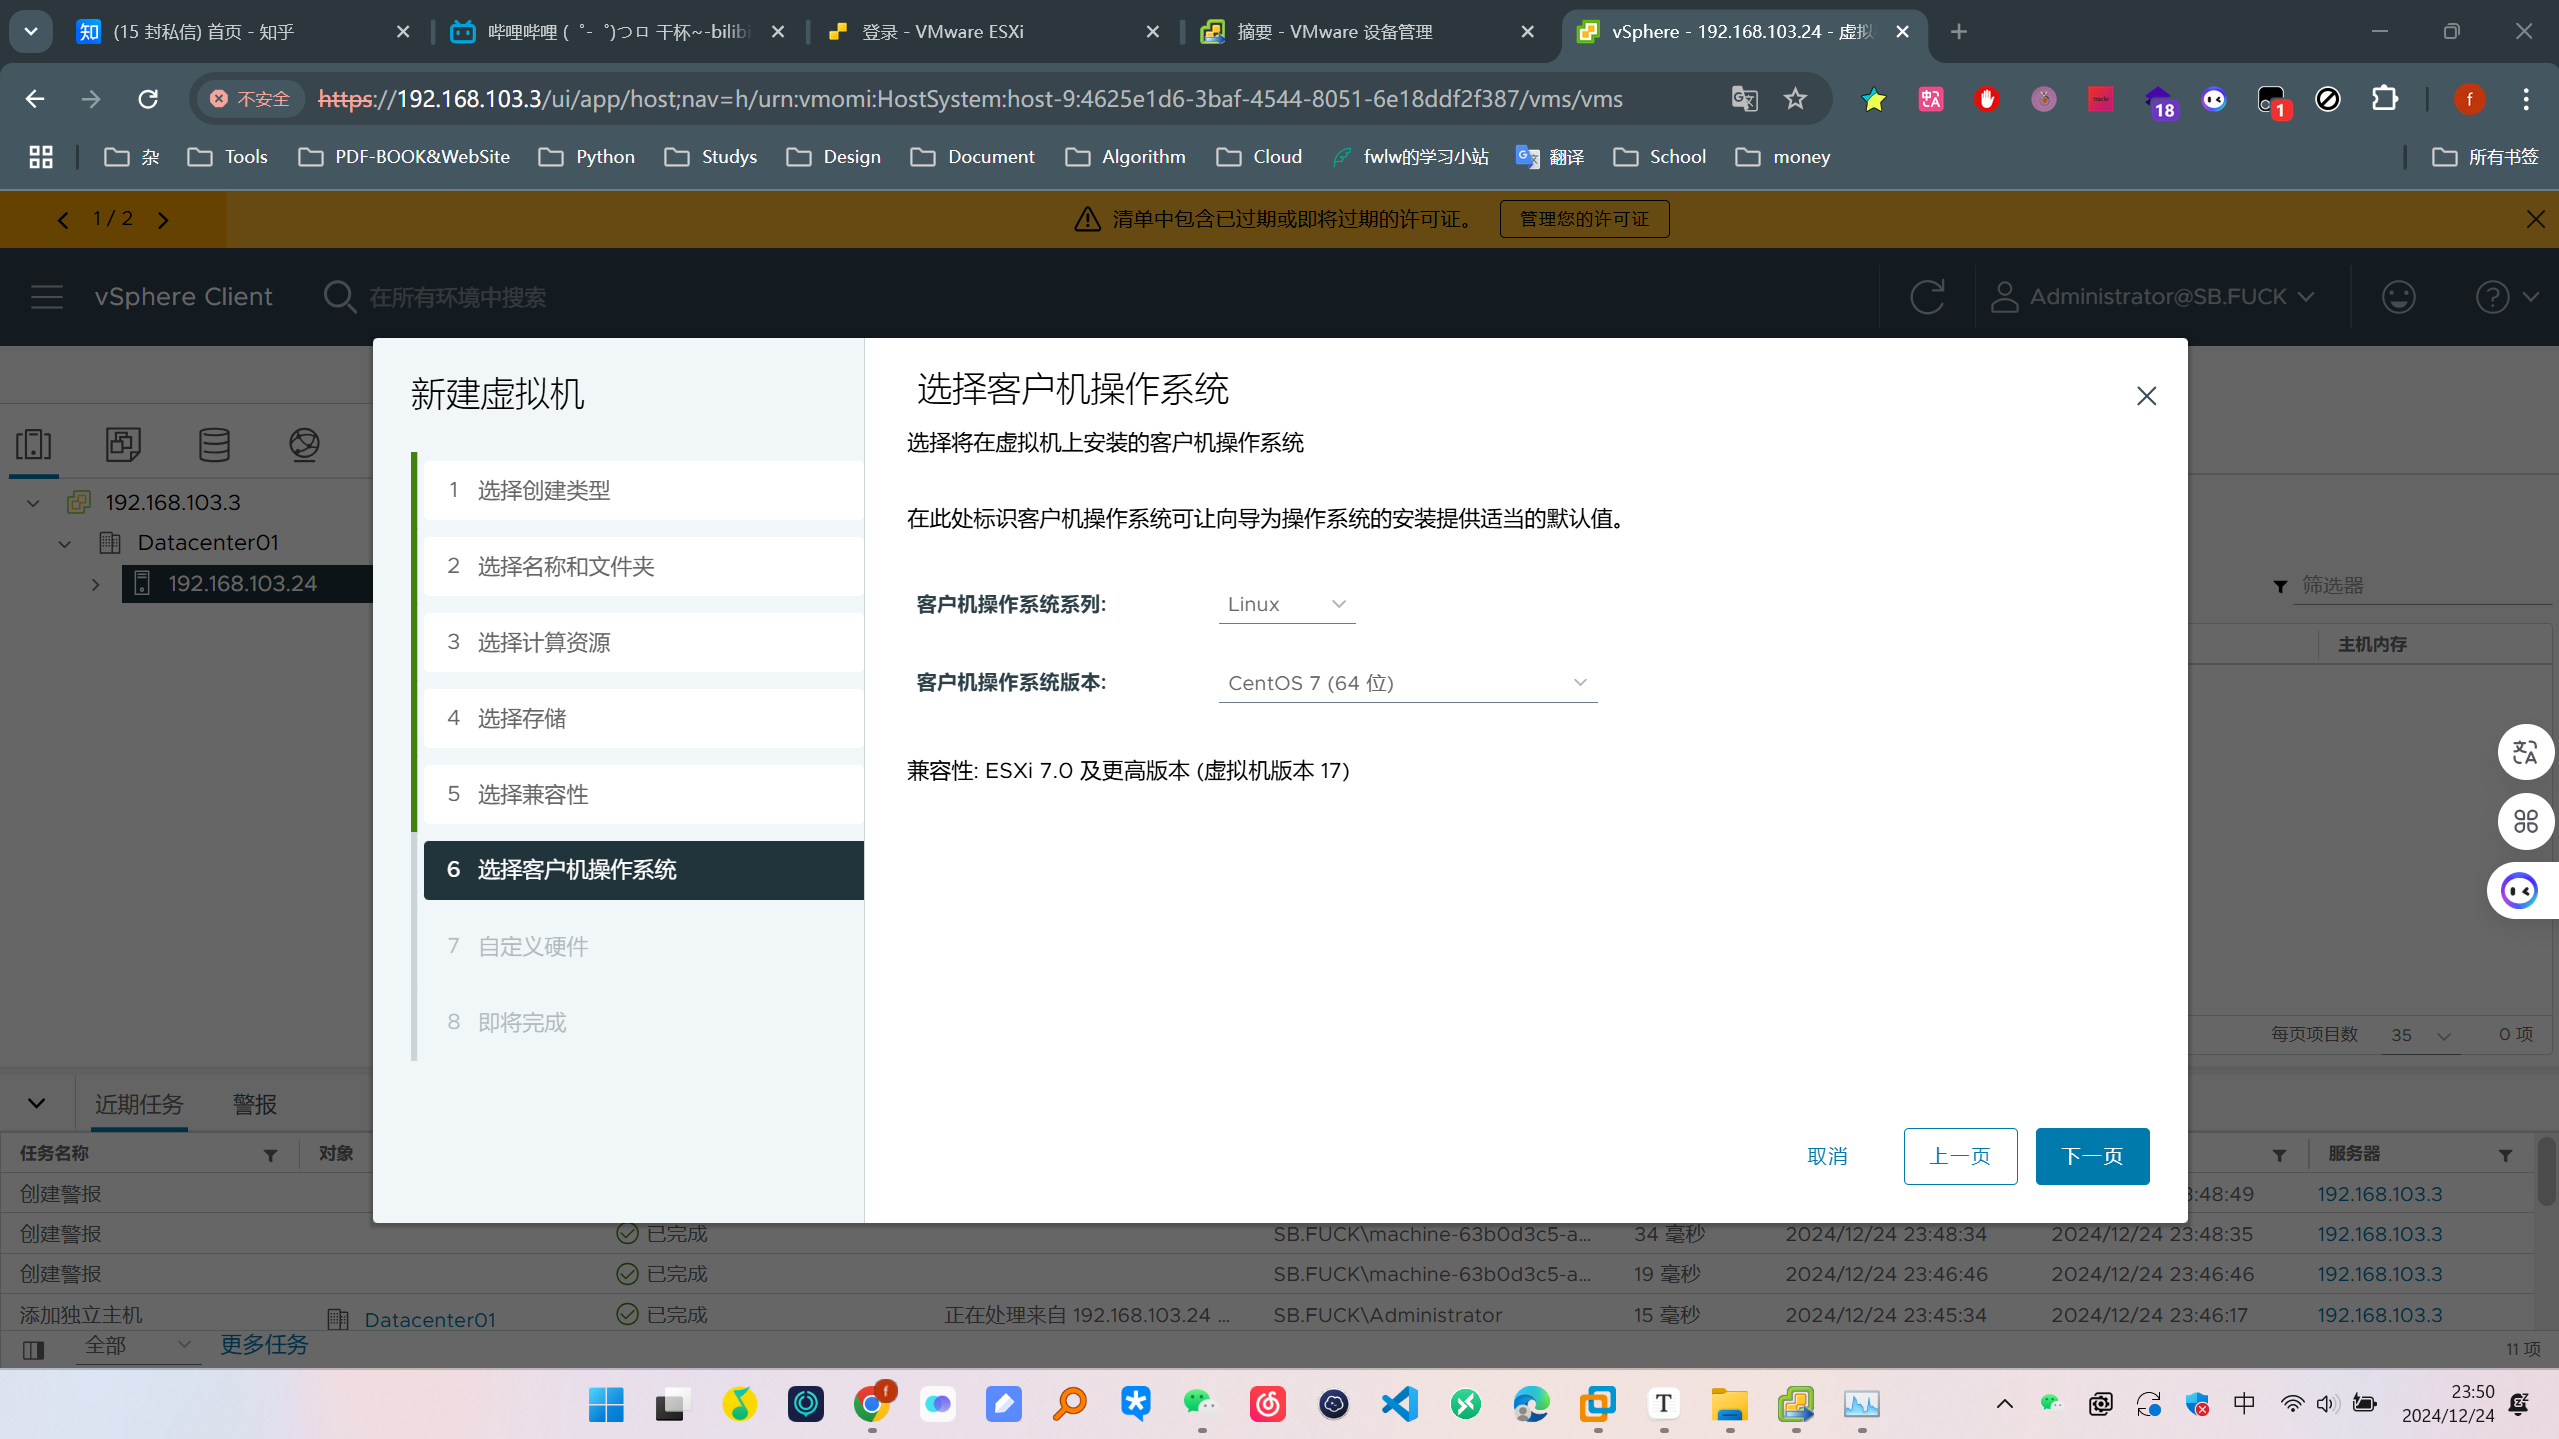 (15 封私信) 首页 - 知乎
哔哩哔哩 (゜-゜)つロ 干杯~-bilibi
登录 - VMware ESXi
摘要 - VMware 设备管理
vSphere - 192.168.103.24 - 虚拟
不安全
https://192.168.103.3/ui/app/host;nav=h/urn:vmomi:HostSystem:host-9:4625e1d6-3baf-4544-8051-6e18ddf2f387/vms/vms
18
1
f
杂
Tools
PDF-BOOK&WebSite
Python
Studys
Design
Document
Algorithm
Cloud
fwlw的学习小站
翻译
School
money
所有书签
1 / 2
清单中包含已过期或即将过期的许可证。
管理您的许可证
vSphere Client
在所有环境中搜索
Administrator@SB.FUCK
192.168.103.3
Datacenter01
192.168.103.24
新建虚拟机
1 选择创建类型
2 选择名称和文件夹
3 选择计算资源
4 选择存储
5 选择兼容性
6 选择客户机操作系统
7 自定义硬件
8 即将完成
选择客户机操作系统
选择将在虚拟机上安装的客户机操作系统
在此处标识客户机操作系统可让向导为操作系统的安装提供适当的默认值。
客户机操作系统系列: Linux
客户机操作系统版本: CentOS 7 (64 位)
兼容性: ESXi 7.0 及更高版本 (虚拟机版本 17)
取消
上一页
下一页
筛选器
主机内存
每页项目数 35 0 项
近期任务 警报
任务名称 对象 服务器
创建警报 3:48:49 192.168.103.3
创建警报 已完成 SB.FUCK\machine-63b0d3c5-a... 34 毫秒 2024/12/24 23:48:34 2024/12/24 23:48:35 192.168.103.3
创建警报 已完成 SB.FUCK\machine-63b0d3c5-a... 19 毫秒 2024/12/24 23:46:46 2024/12/24 23:46:46 192.168.103.3
添加独立主机 Datacenter01 已完成 正在处理来自 192.168.103.24 ... SB.FUCK\Administrator 15 毫秒 2024/12/24 23:45:34 2024/12/24 23:46:17 192.168.103.3
全部 更多任务 11 项
中
23:50
2024/12/24